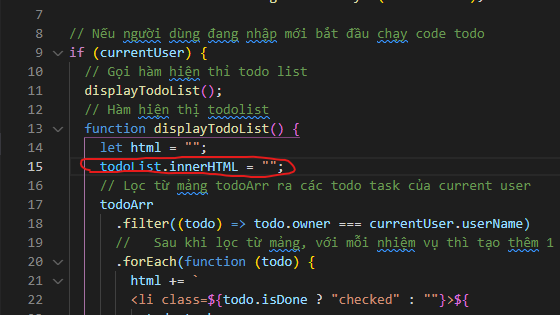 7
8 // Nếu người dùng đang nhập mới bắt đầu chạy code todo
9 if (currentUser) {
10 // Gọi hàm hiện thỉ todo list
11 displayTodoList();
12 // Hàm hiện thị todolist
13 function displayTodoList() {
14 let html = "";
15 todoList.innerHTML = "";
16 // Lọc từ mảng todoArr ra các todo task của current user
17 todoArr
18 .filter((todo) => todo.owner === currentUser.userName)
19 // Sau khi lọc từ mảng, với mỗi nhiệm vụ thì tạo thêm 1
20 .forEach(function (todo) {
21 html += `
22 <li class=${todo.isDone ? "checked" : ""}>${